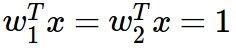 $w_1^T x = w_2^T x = 1$